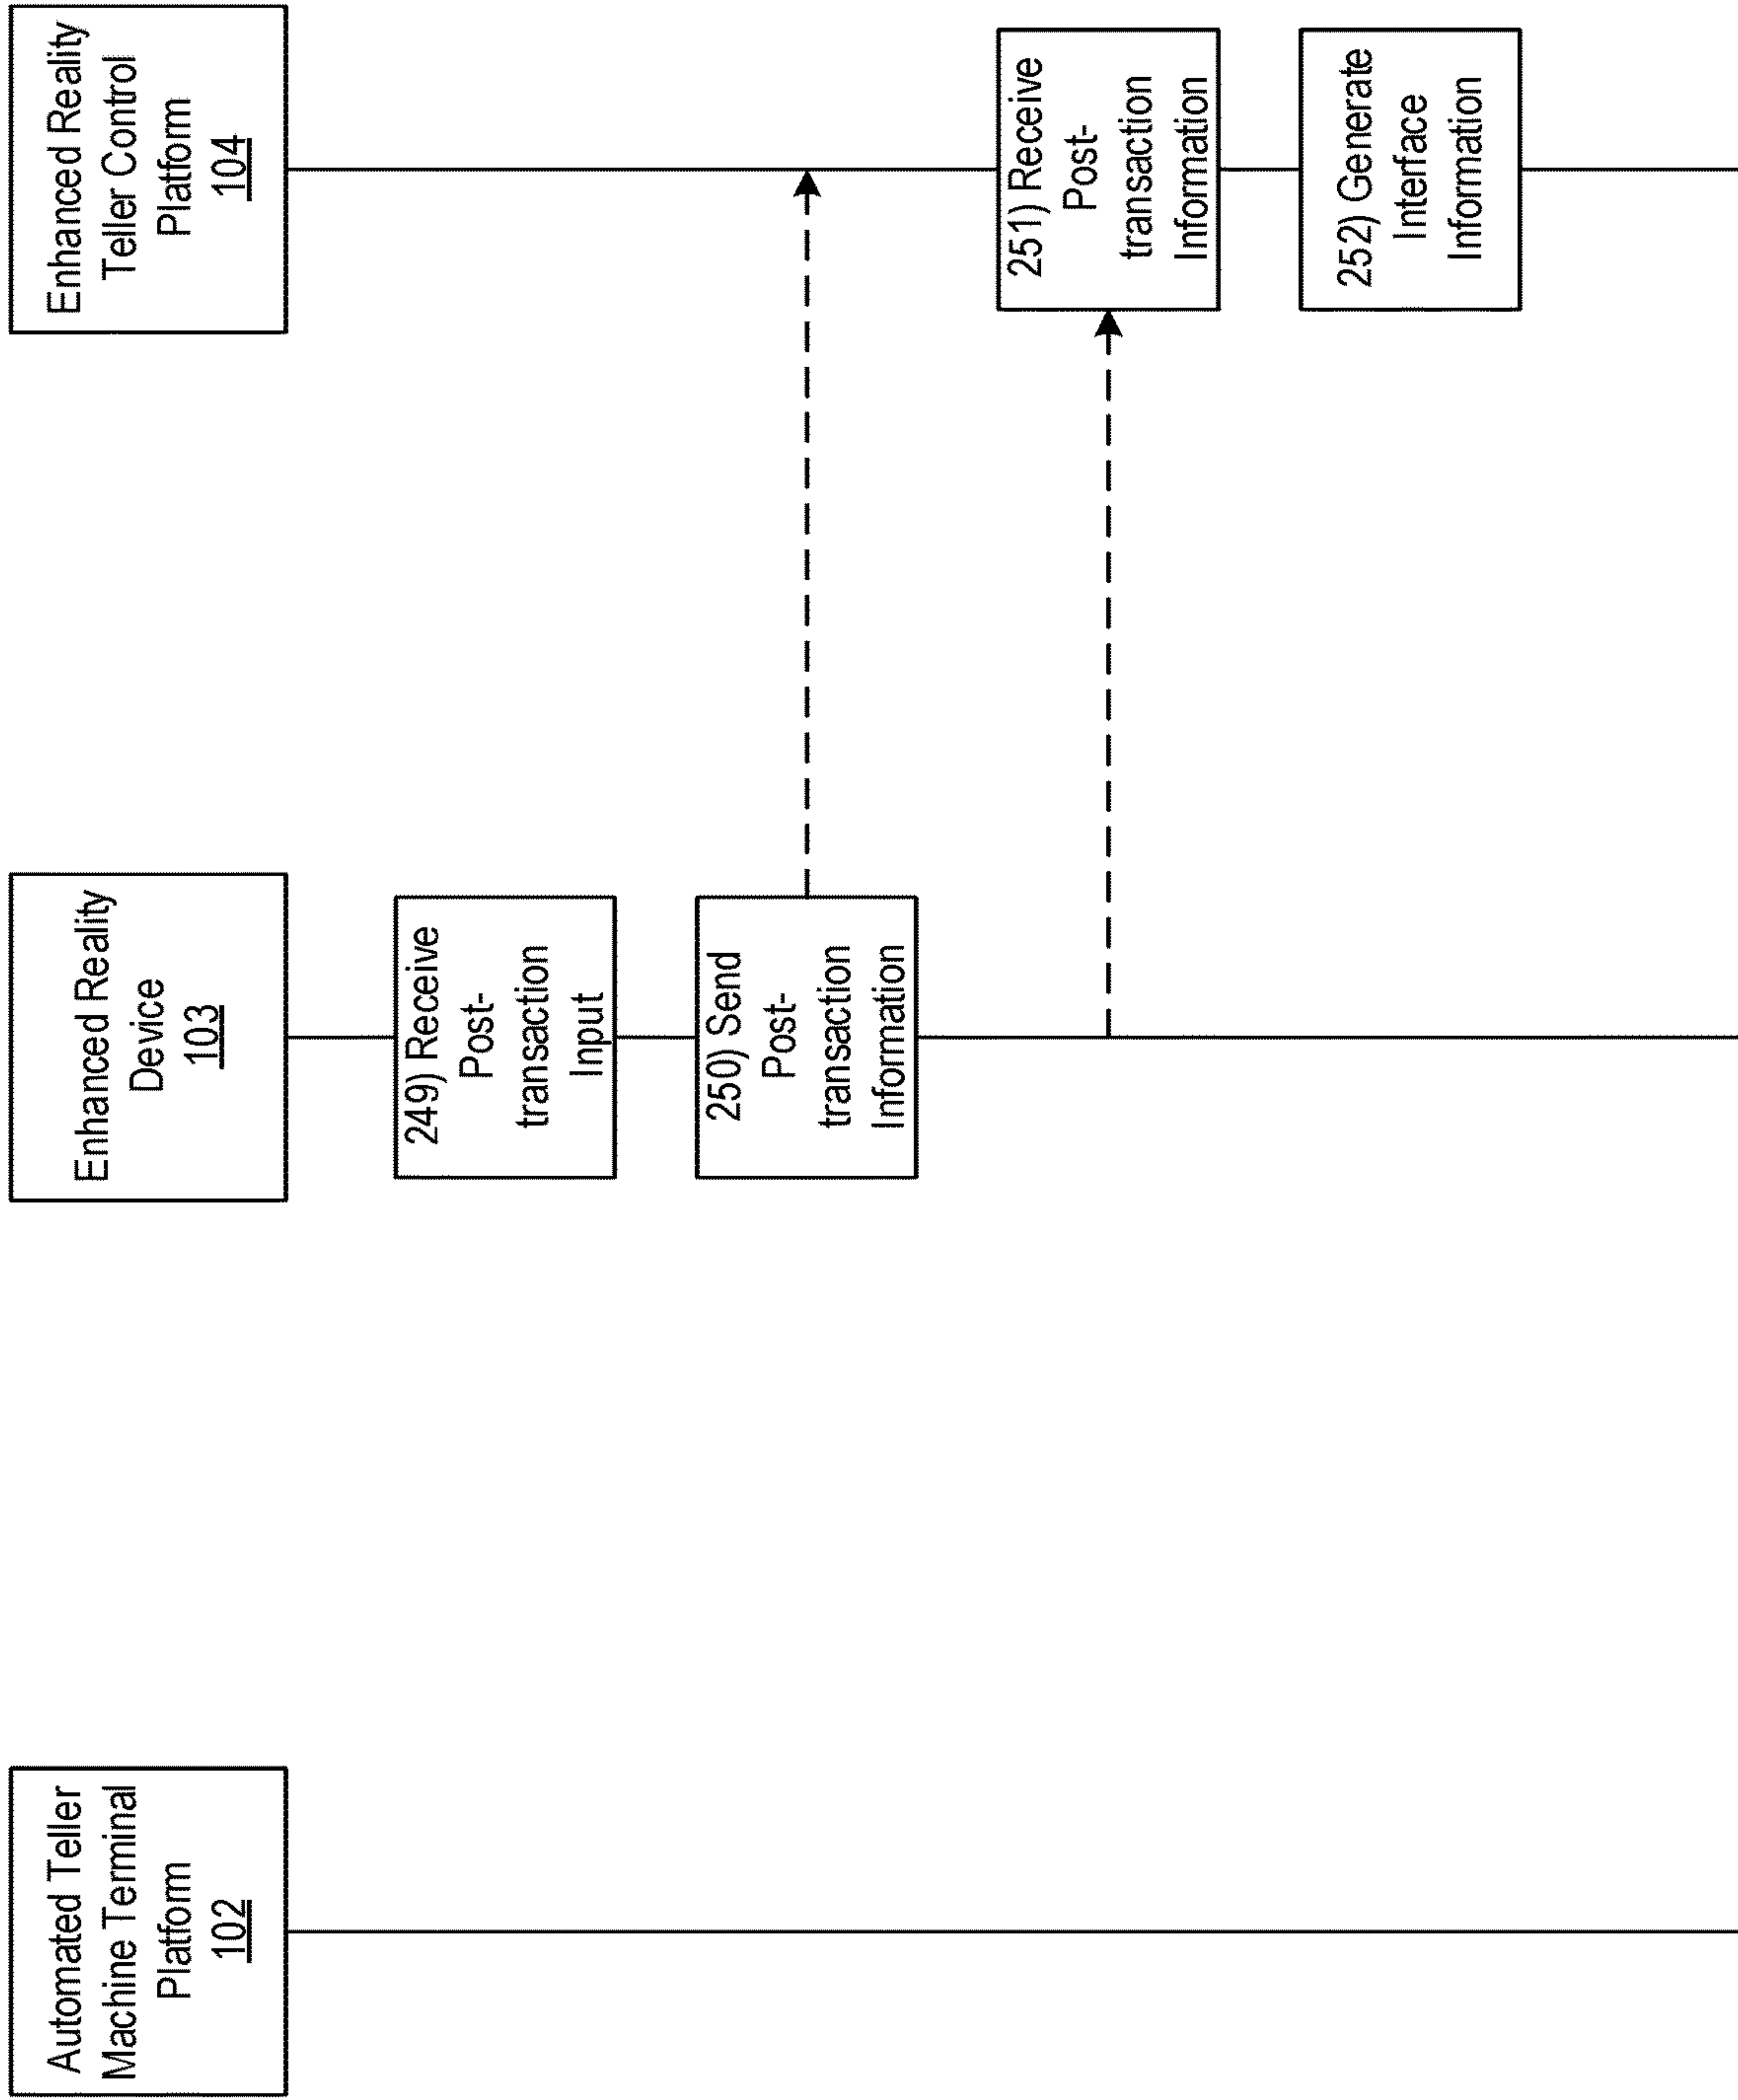 Automated Teller
Machine Terminal
Platform
102
Enhanced Reality
Device
103
Enhanced Reality
Teller Control
Platform
104
249) Receive
Post-
transaction
Input
250) Send
Post-
transaction
Information
251) Receive
Post-
transaction
Information
252) Generate
Interface
Information